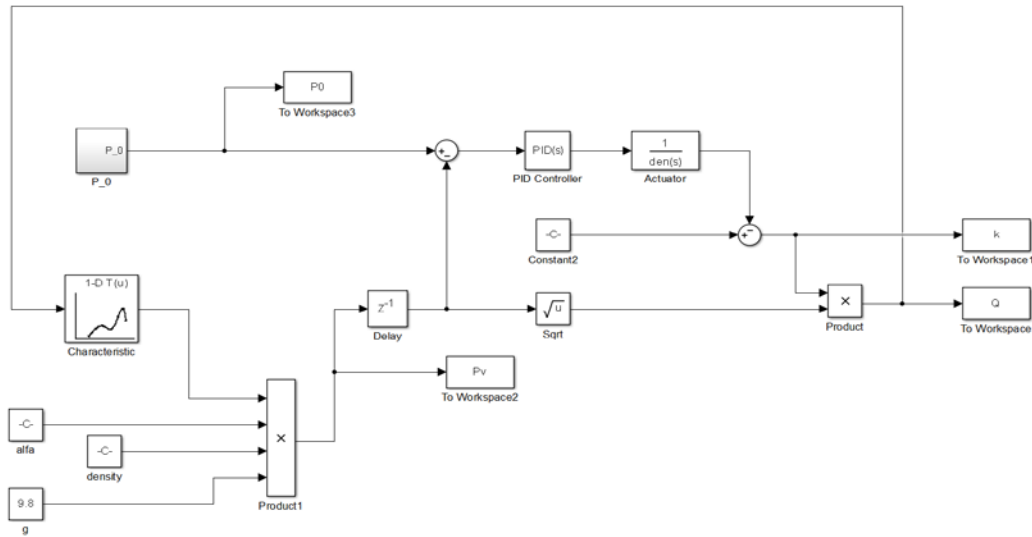 P0
To Workspace3
P_0
P_0
+
−
PID(s)
PID Controller
1
den(s)
Actuator
-C-
Constant2
+
−
k
To Workspace1
1-D T(u)
Characteristic
Z-1
Delay
√u
Sqrt
×
Product
Q
To Workspace
Pv
To Workspace2
-C-
alfa
-C-
density
9.8
g
×
Product1